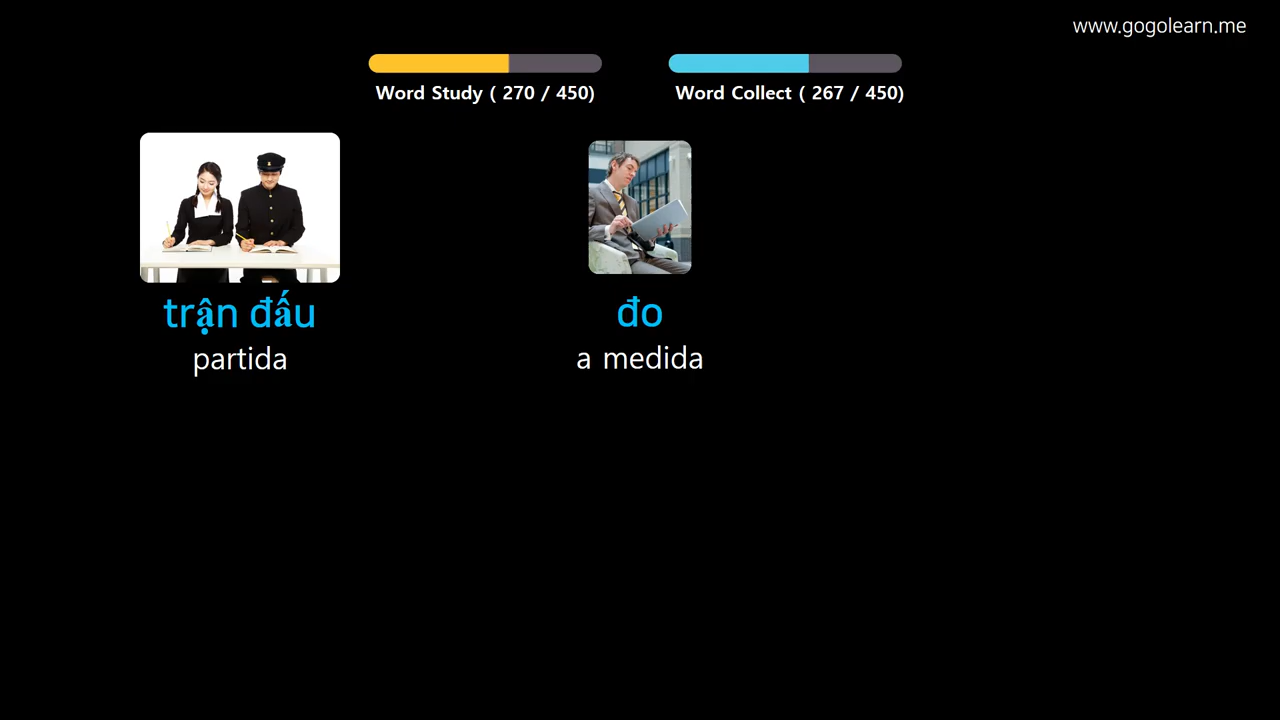 www.gogolearn.me
Word Study ( 270 / 450)
Word Collect ( 267 / 450)
trận đấu
partida
đo
a medida